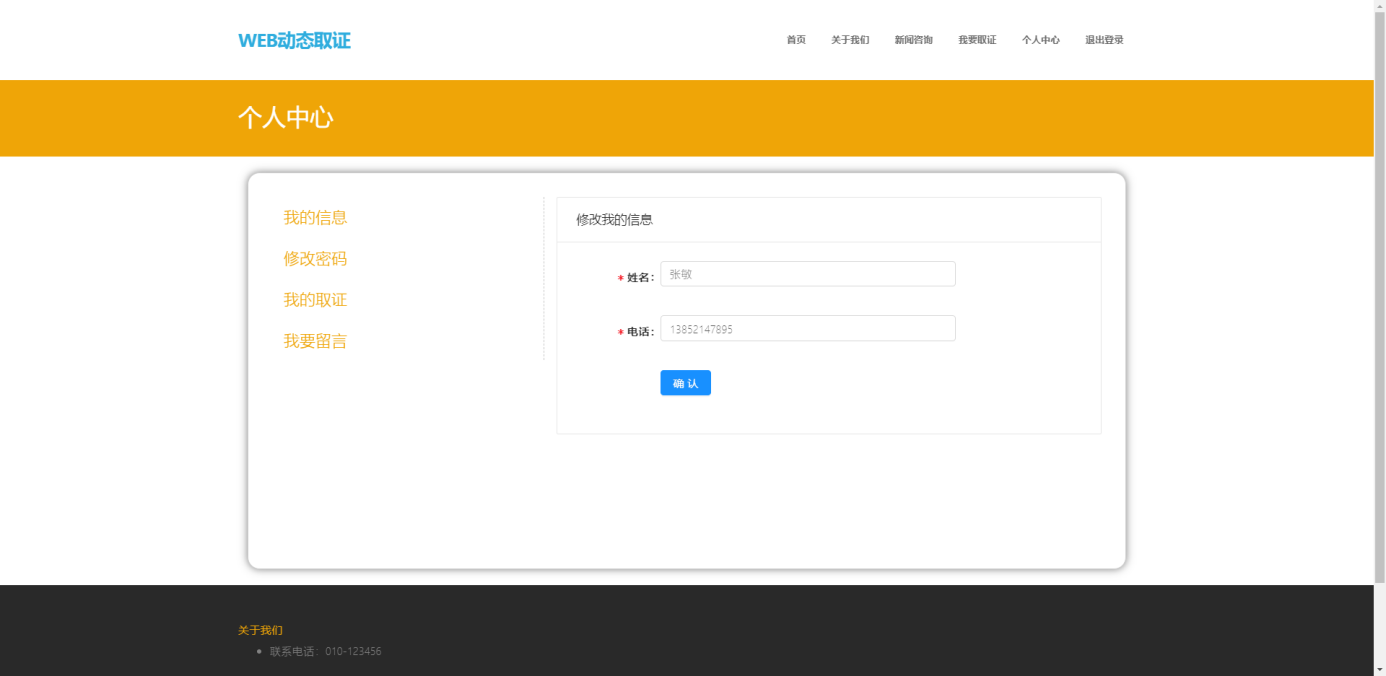 WEB动态取证
首页 关于我们 新闻咨询 我要取证 个人中心 退出登录
个人中心
我的信息
修改密码
我的取证
我要留言
修改我的信息
* 姓名: 张敏
* 电话: 13852147895
确 认
关于我们
联系电话：010-123456